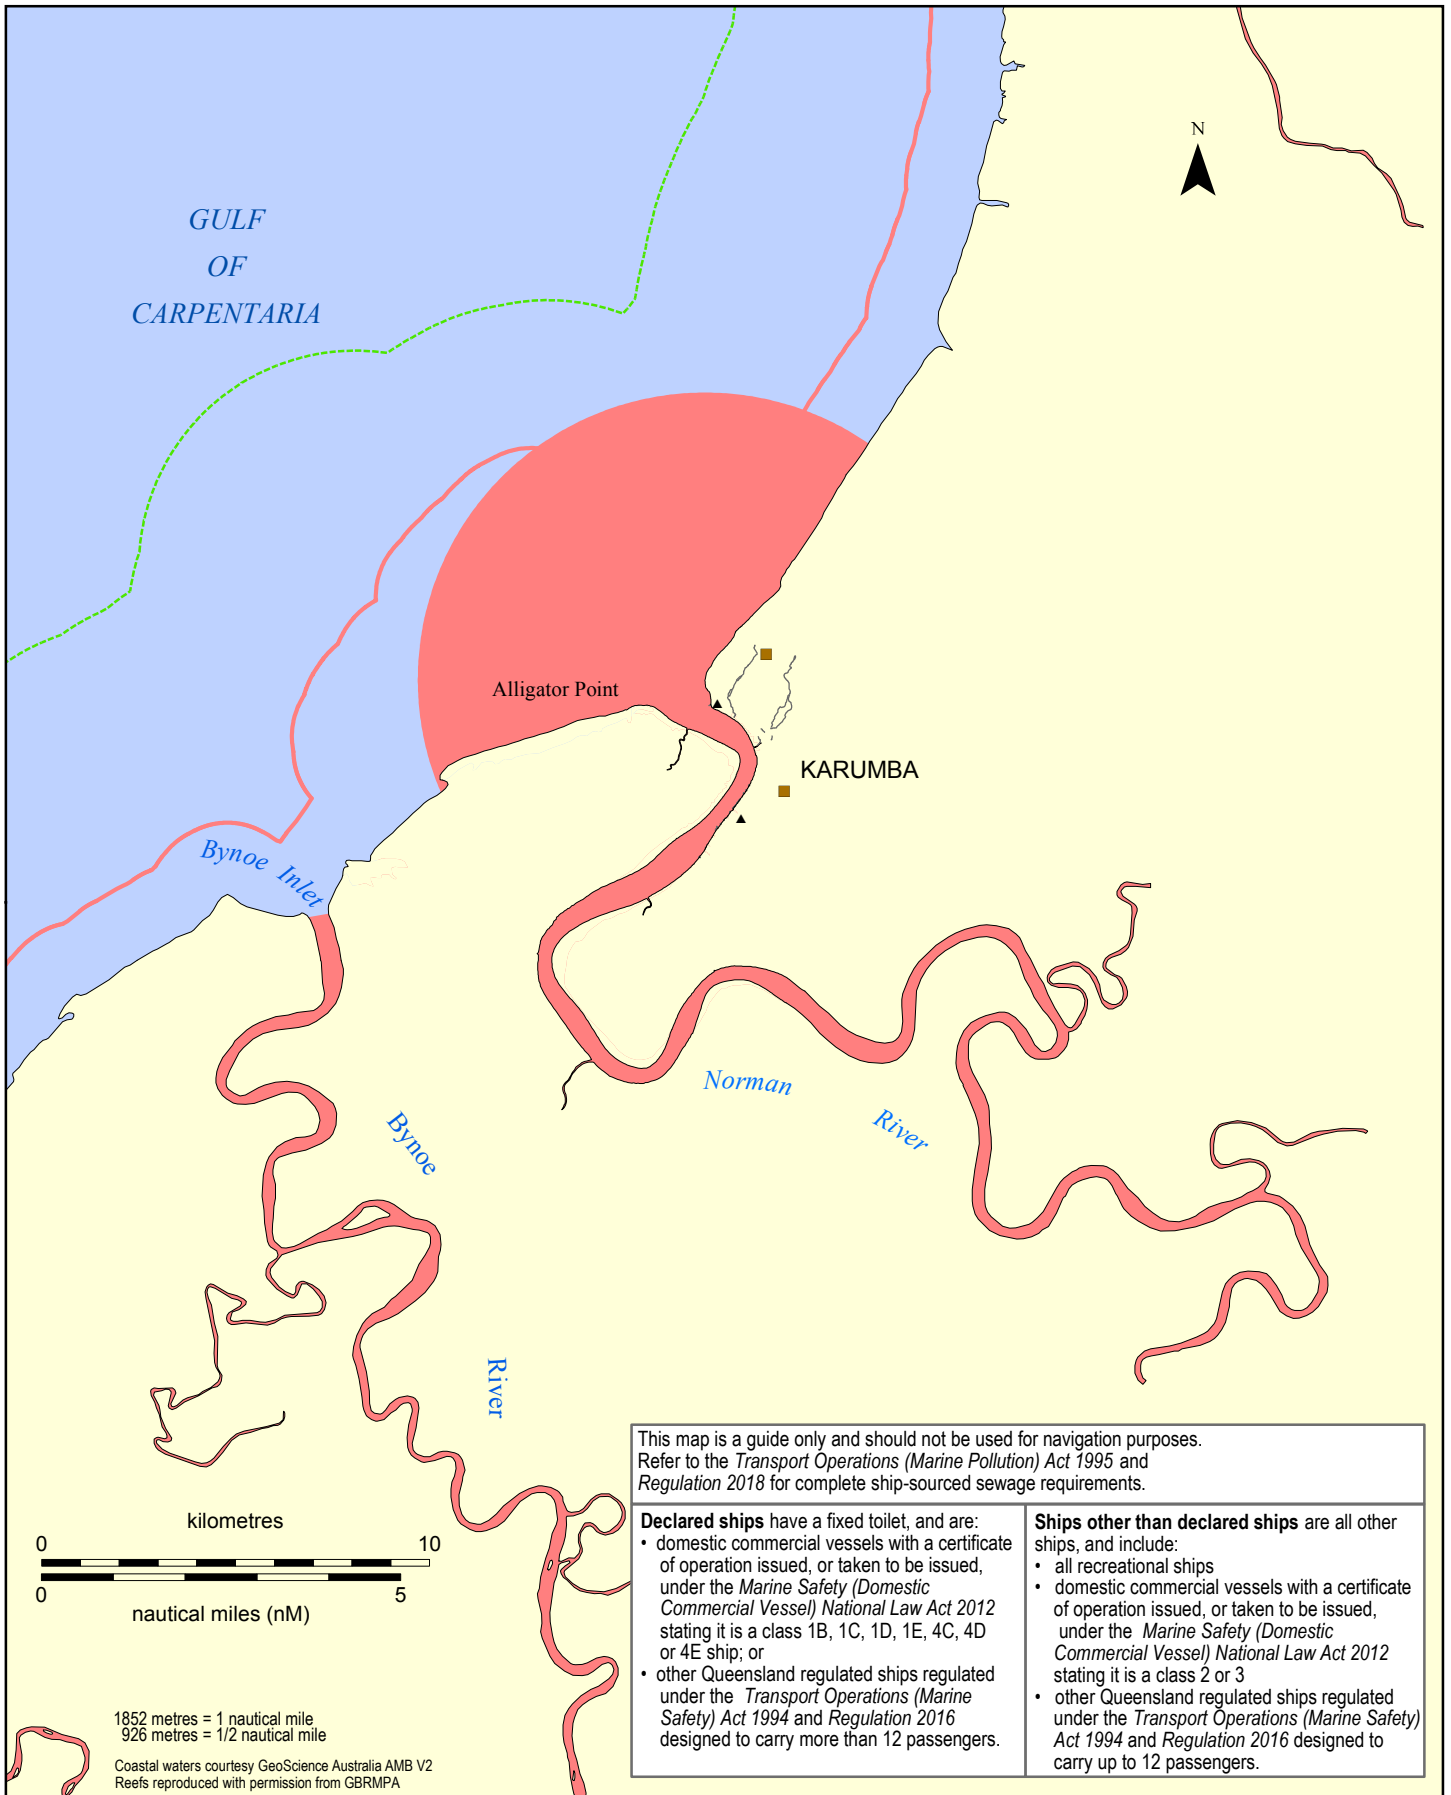 N
GULF
OF
CARPENTARIA
Alligator Point
KARUMBA
Bynoe Inlet
Norman
River
Bynoe
River
This map is a guide only and should not be used for navigation purposes.
Refer to the Transport Operations (Marine Pollution) Act 1995 and
Regulation 2018 for complete ship-sourced sewage requirements.
Declared ships have a fixed toilet, and are:
• domestic commercial vessels with a certificate
of operation issued, or taken to be issued,
under the Marine Safety (Domestic
Commercial Vessel) National Law Act 2012
stating it is a class 1B, 1C, 1D, 1E, 4C, 4D
or 4E ship; or
• other Queensland regulated ships regulated
under the Transport Operations (Marine
Safety) Act 1994 and Regulation 2016
designed to carry more than 12 passengers.
Ships other than declared ships are all other
ships, and include:
• all recreational ships
• domestic commercial vessels with a certificate
of operation issued, or taken to be issued,
under the Marine Safety (Domestic
Commercial Vessel) National Law Act 2012
stating it is a class 2 or 3
• other Queensland regulated ships regulated
under the Transport Operations (Marine Safety)
Act 1994 and Regulation 2016 designed to
carry up to 12 passengers.
kilometres
0 10
0 5
nautical miles (nM)
1852 metres = 1 nautical mile
926 metres = 1/2 nautical mile
Coastal waters courtesy GeoScience Australia AMB V2
Reefs reproduced with permission from GBRMPA